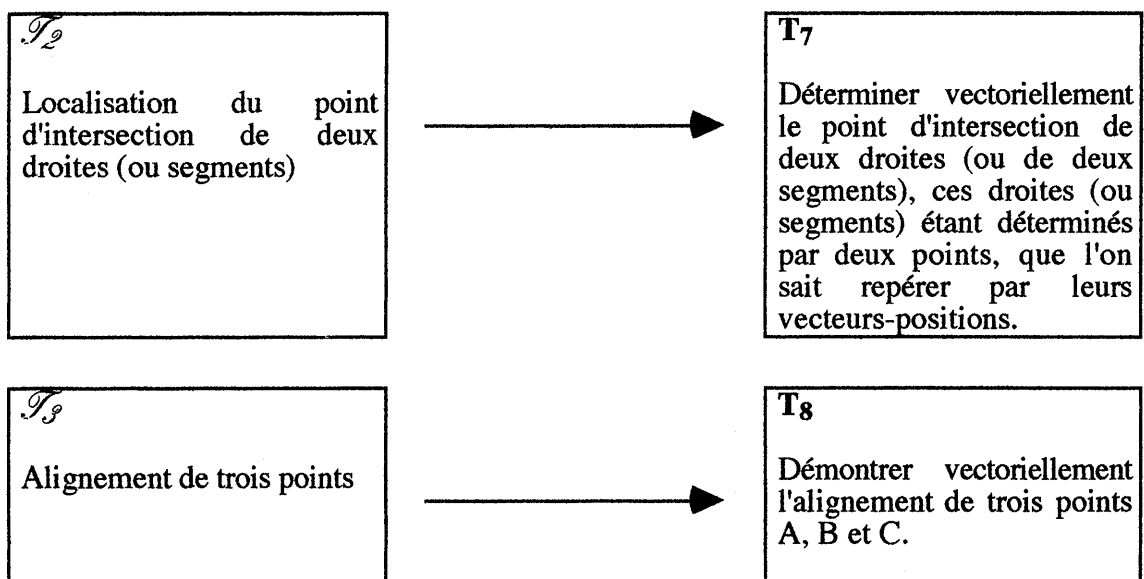 𝒯2
Localisation du point
d'intersection de deux
droites (ou segments)
T7
Déterminer vectoriellement
le point d'intersection de
deux droites (ou de deux
segments), ces droites (ou
segments) étant déterminés
par deux points, que l'on
sait repérer par leurs
vecteurs-positions.
𝒯3
Alignement de trois points
T8
Démontrer vectoriellement
l'alignement de trois points
A, B et C.